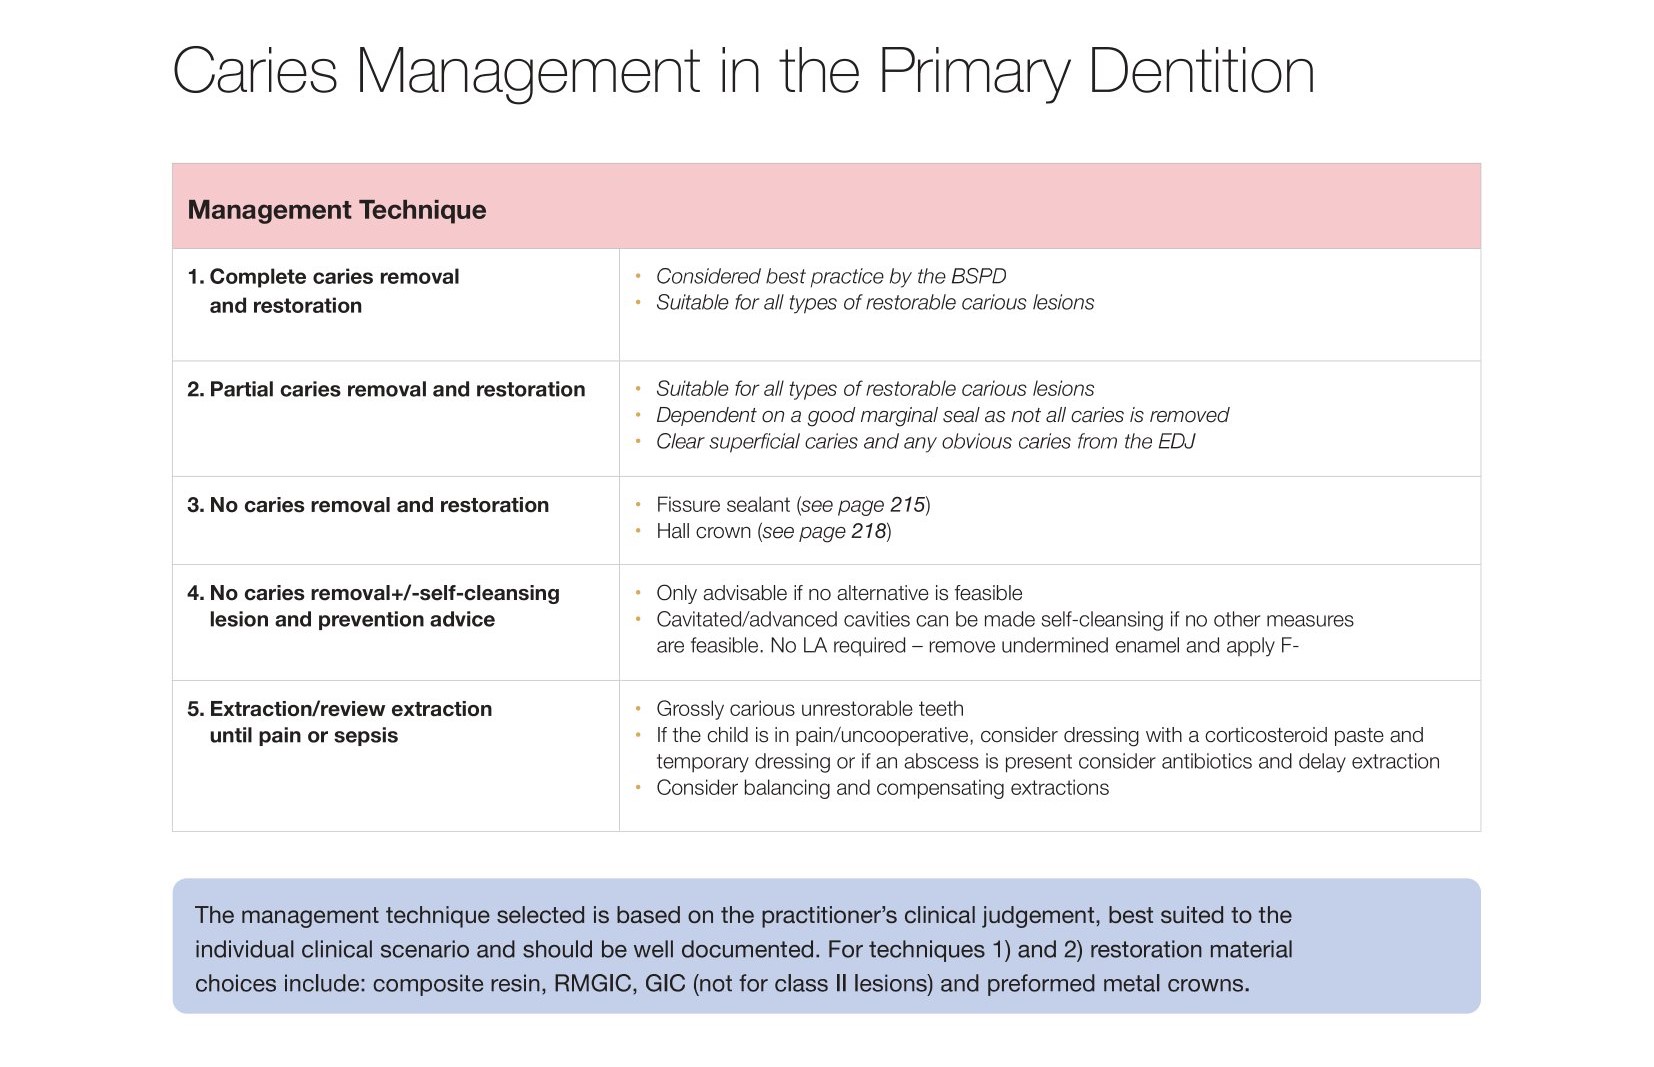 Caries Management in the Primary Dentition
Management Technique
1. Complete caries removal
and restoration
• Considered best practice by the BSPD
• Suitable for all types of restorable carious lesions
2. Partial caries removal and restoration
• Suitable for all types of restorable carious lesions
• Dependent on a good marginal seal as not all caries is removed
• Clear superficial caries and any obvious caries from the EDJ
3. No caries removal and restoration
• Fissure sealant (see page 215)
• Hall crown (see page 218)
4. No caries removal+/-self-cleansing
lesion and prevention advice
• Only advisable if no alternative is feasible
• Cavitated/advanced cavities can be made self-cleansing if no other measures
are feasible. No LA required – remove undermined enamel and apply F-
5. Extraction/review extraction
until pain or sepsis
• Grossly carious unrestorable teeth
• If the child is in pain/uncooperative, consider dressing with a corticosteroid paste and
temporary dressing or if an abscess is present consider antibiotics and delay extraction
• Consider balancing and compensating extractions
The management technique selected is based on the practitioner’s clinical judgement, best suited to the
individual clinical scenario and should be well documented. For techniques 1) and 2) restoration material
choices include: composite resin, RMGIC, GIC (not for class II lesions) and preformed metal crowns.